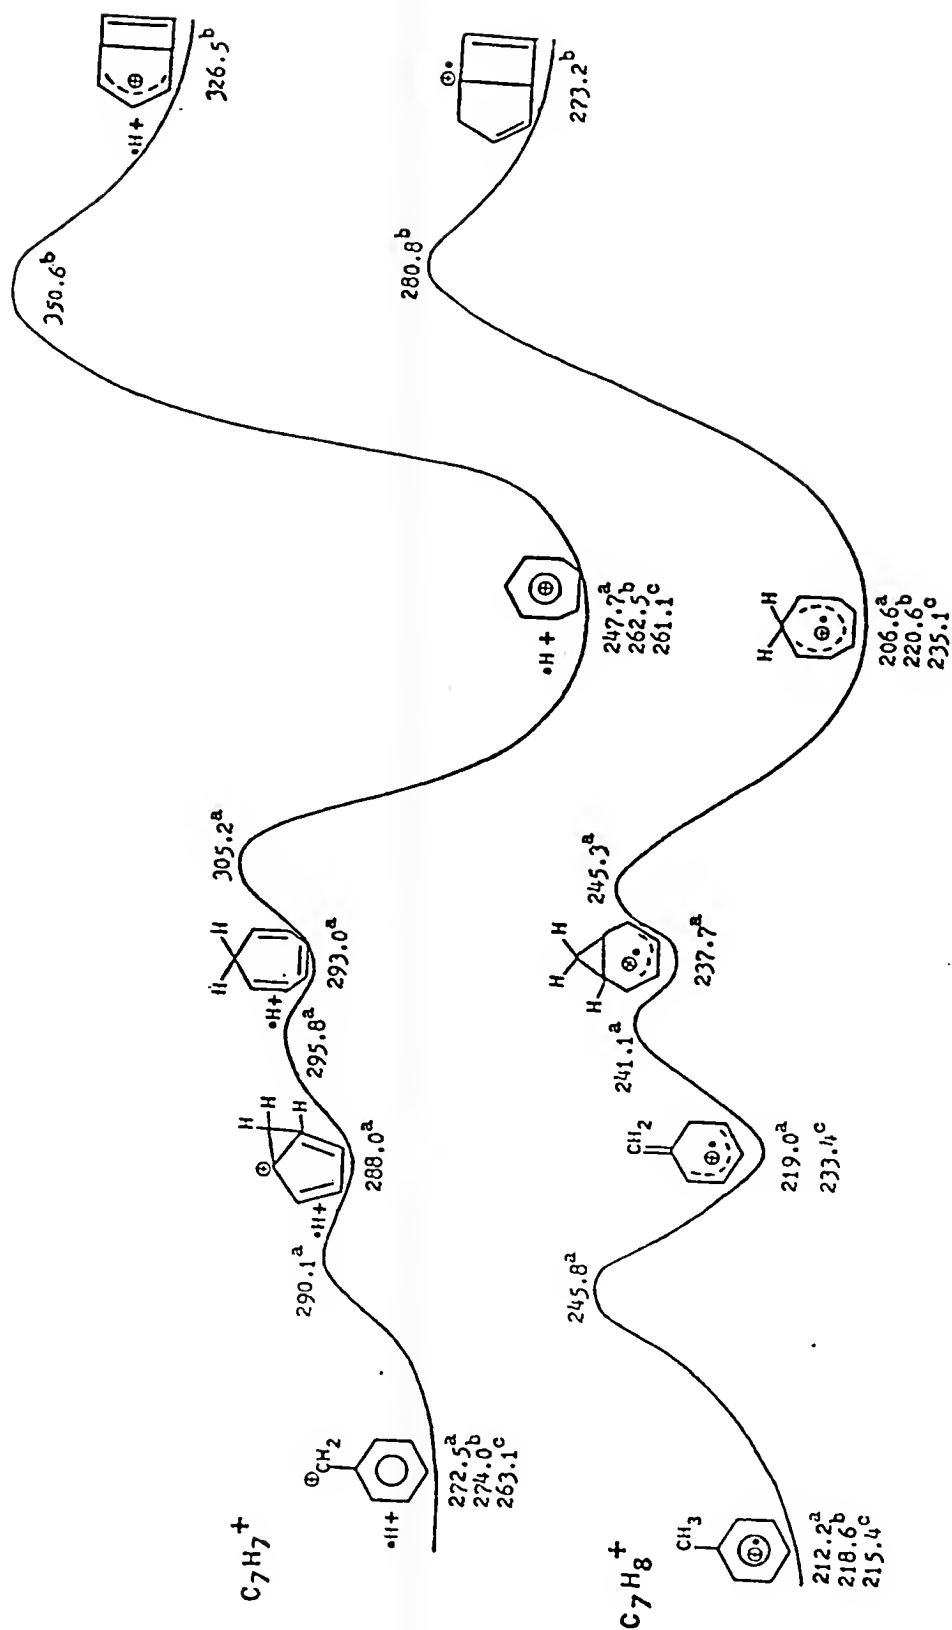 C7H7+
⊕CH2
•H+
272.5a
274.0b
263.1c
290.1a
⊕
H
H
H
•H+
288.0a
295.8a
H
H
•H+
293.0a
305.2a
•H+
⊕
247.7a
262.5b
261.1c
350.6b
•H+
⊕
326.5b
C7H8+
CH3
⊕•
212.2a
218.6b
215.4c
245.8a
CH2
⊕•
219.0a
233.4c
241.1a
H
H
H
⊕•
237.7a
245.3a
H
H
⊕•
206.6a
220.6b
235.1c
280.8b
⊕•
273.2b